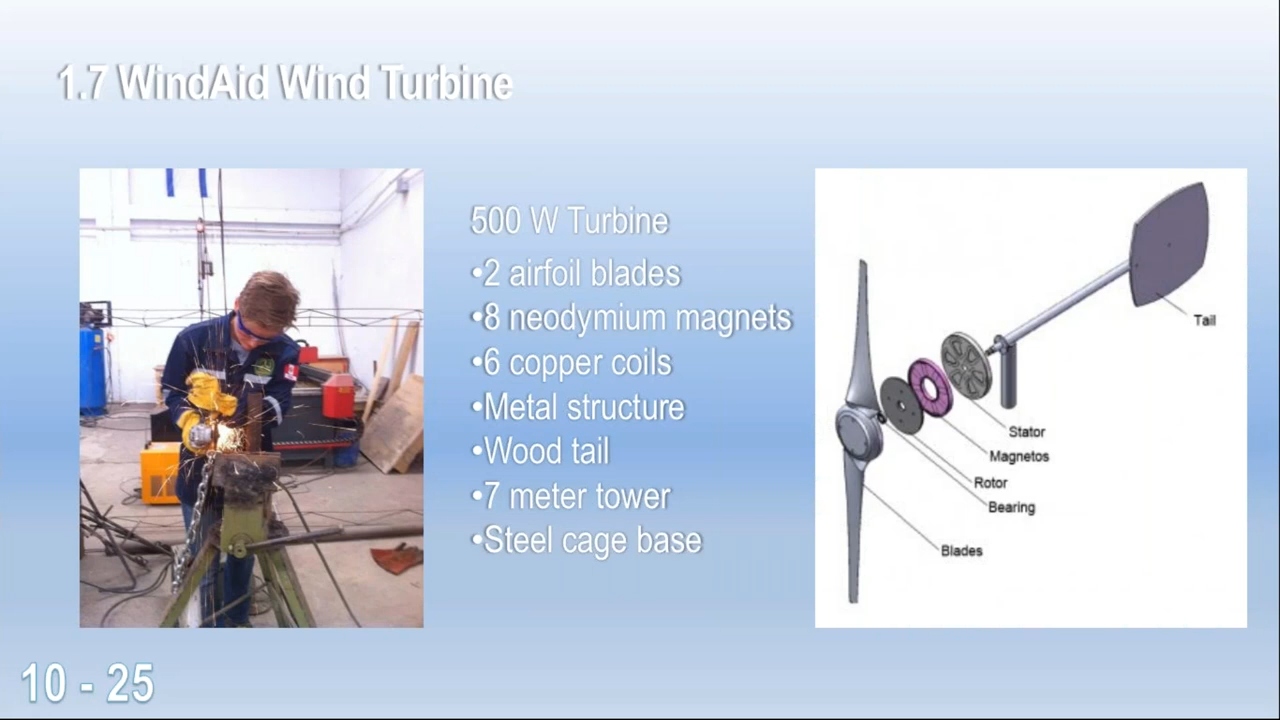 1.7 WindAid Wind Turbine
500 W Turbine
•2 airfoil blades
•8 neodymium magnets
•6 copper coils
•Metal structure
•Wood tail
•7 meter tower
•Steel cage base
Tail
Stator
Magnetos
Rotor
Bearing
Blades
10 - 25